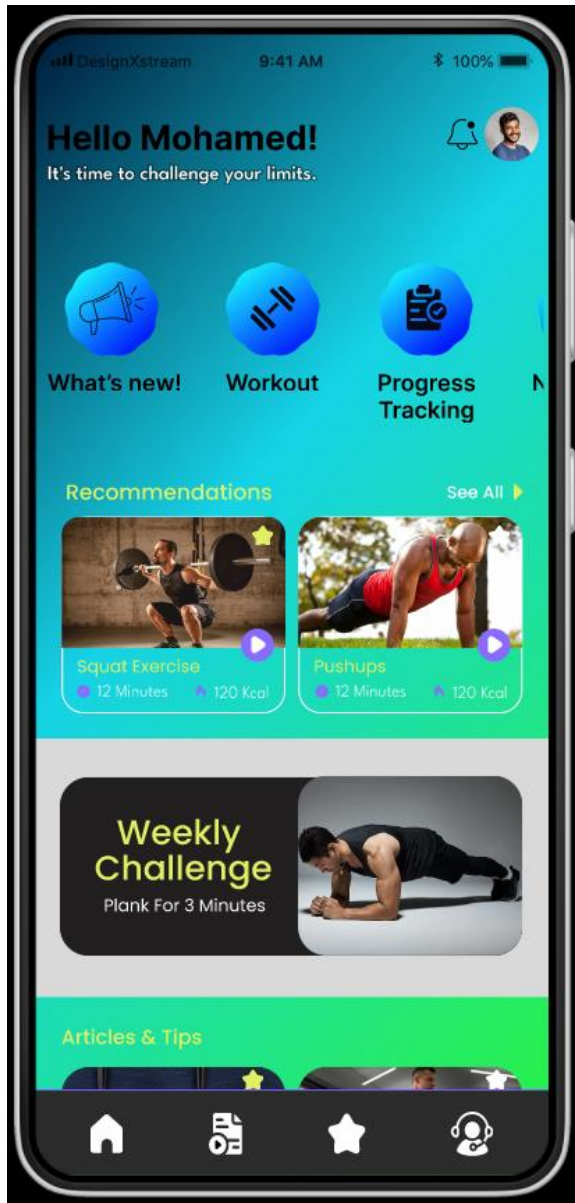 DesignXstream 9:41 AM 100%
Hello Mohamed!
It's time to challenge your limits.
What's new! Workout Progress Tracking N
Recommendations See All
Squat Exercise Pushups
12 Minutes 120 Kcal 12 Minutes 120 Kcal
Weekly
Challenge
Plank For 3 Minutes
Articles & Tips